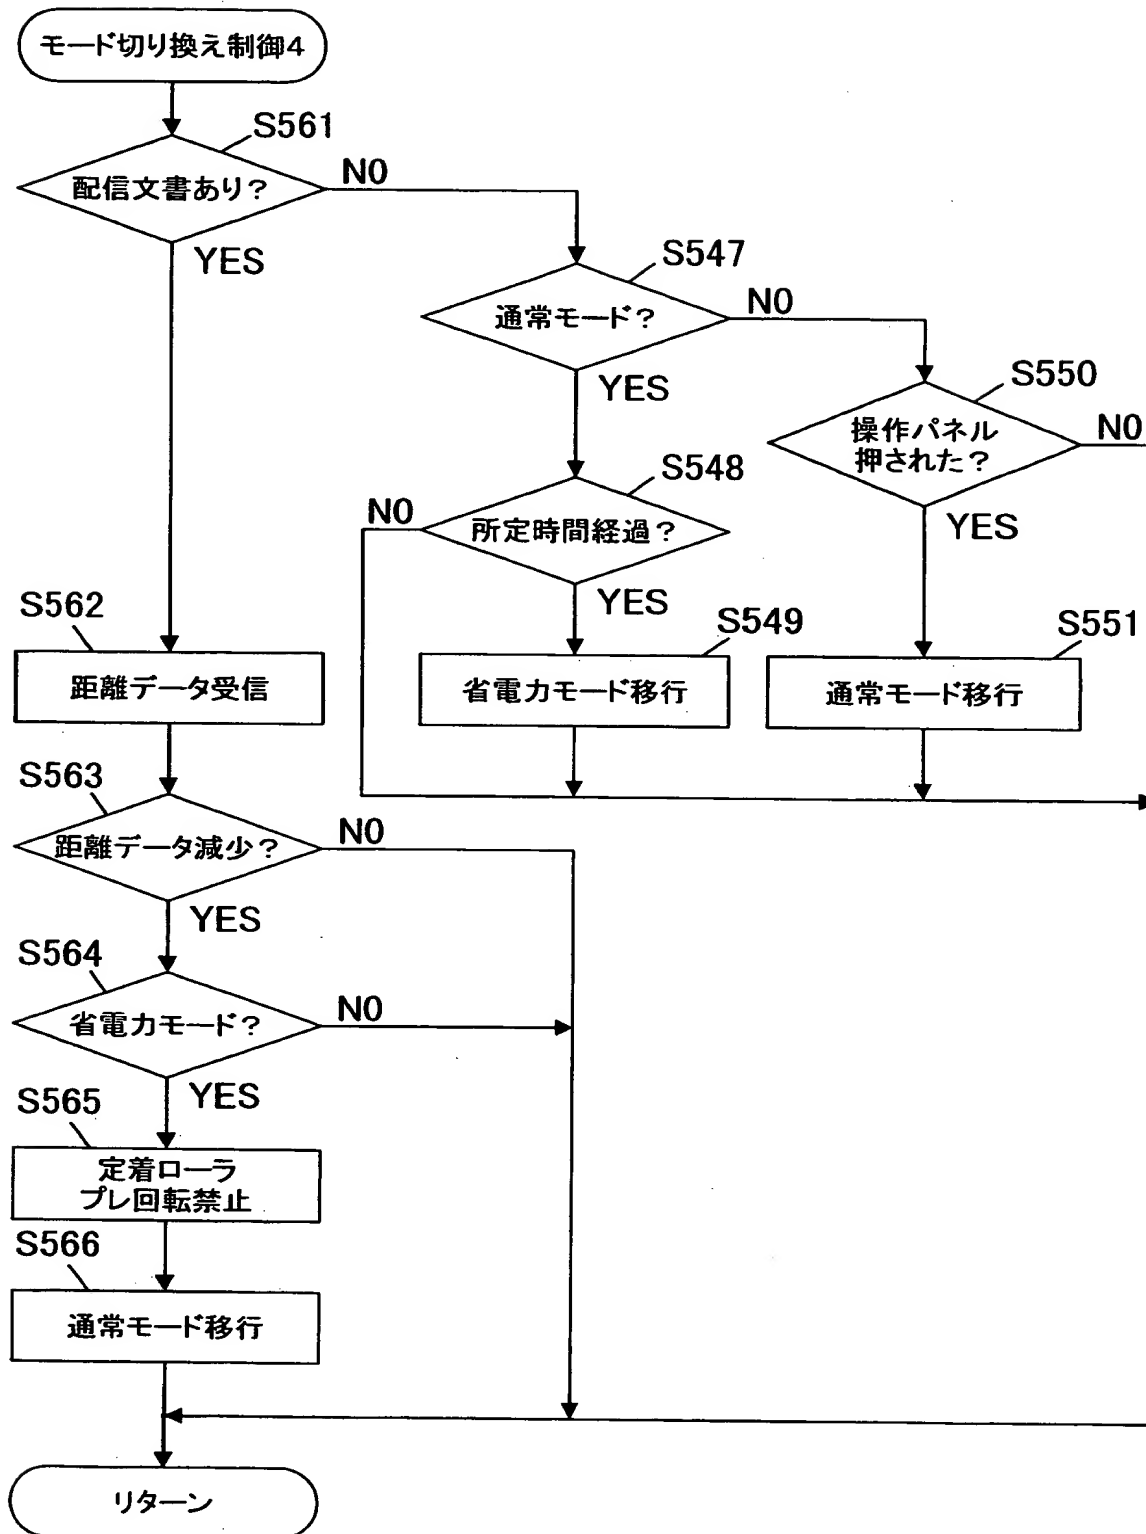 モード切り換え制御4
S561
配信文書あり?
NO
YES
S547
通常モード?
NO
YES
S550
操作パネル
押された?
NO
YES
S548
所定時間経過?
NO
YES
S549
省電力モード移行
S551
通常モード移行
S562
距離データ受信
S563
距離データ減少?
NO
YES
S564
省電力モード?
NO
YES
S565
定着ローラ
プレ回転禁止
S566
通常モード移行
リターン